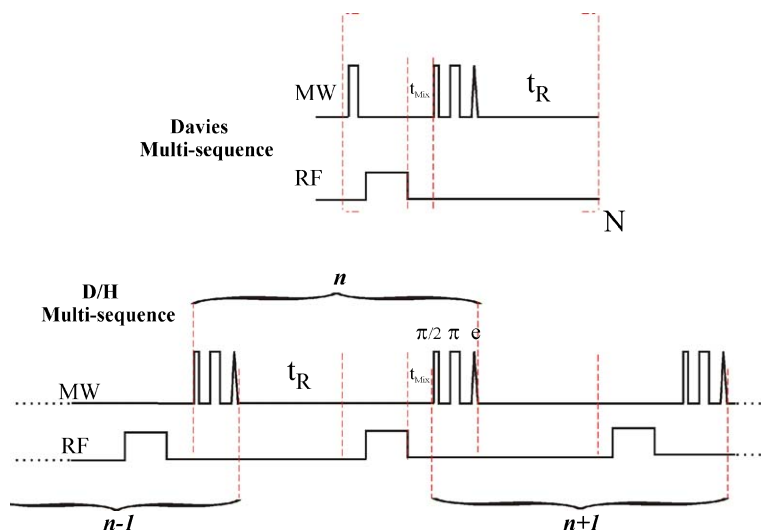 MW
t_Mix
t_R
Davies
Multi-sequence
RF
N
n
D/H
Multi-sequence
π/2 π e
t_R
t_Mix
MW
RF
n-1
n+1